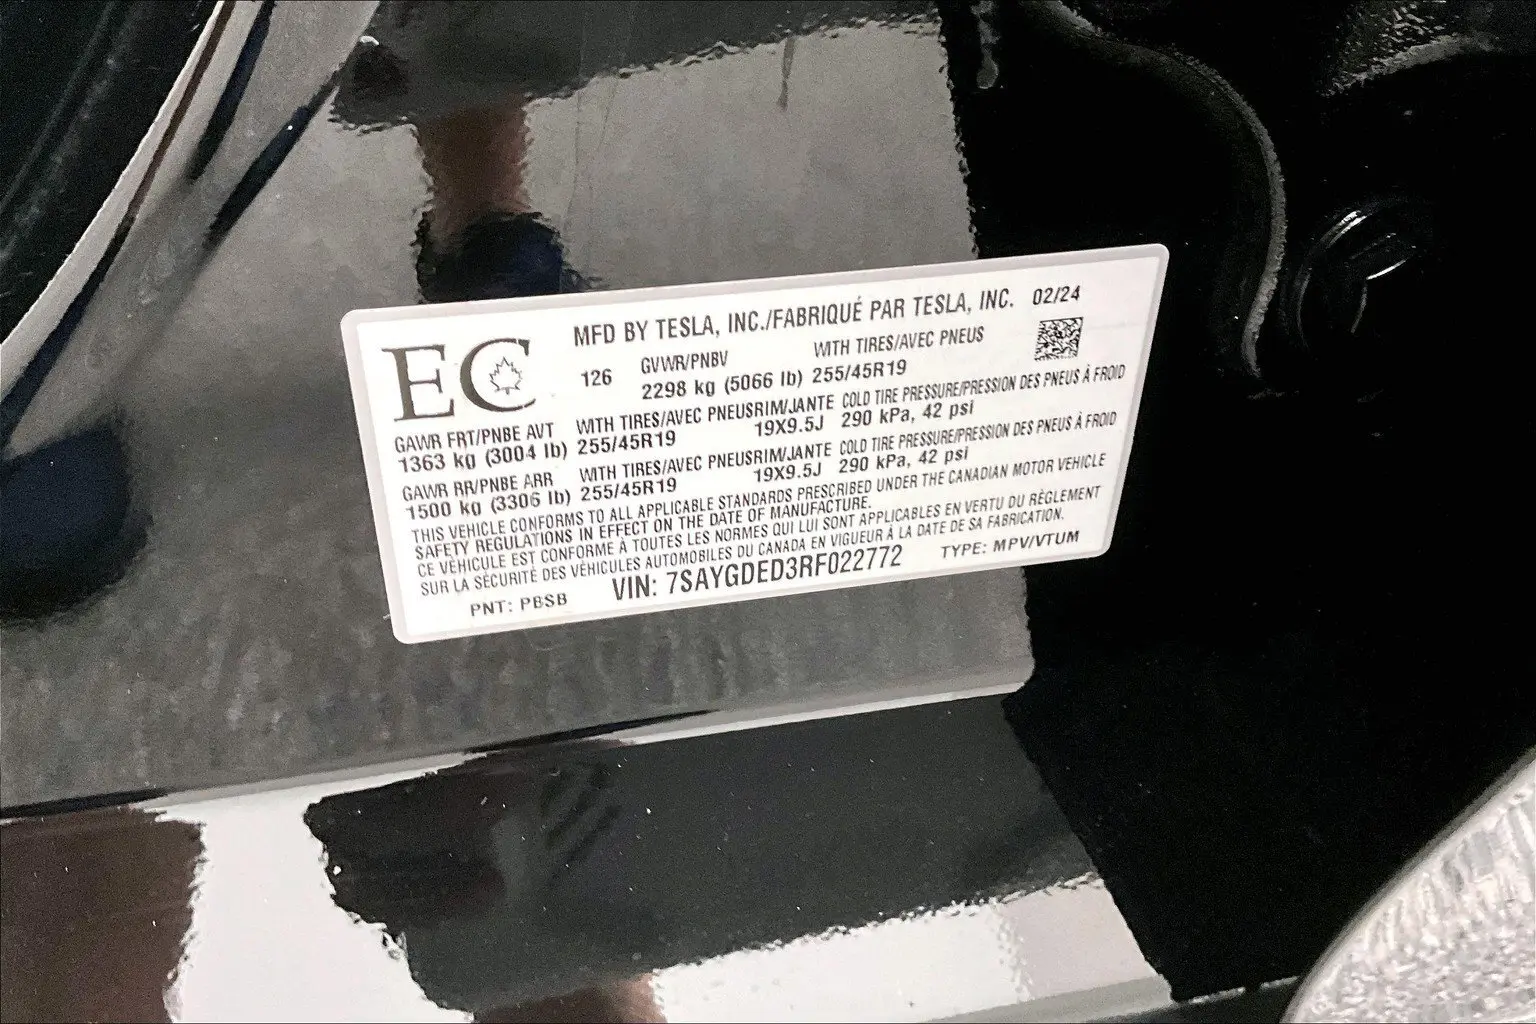 MFD BY TESLA, INC./FABRIQUÉ PAR TESLA, INC. 02/24
EC
126
GVWR/PNBV
2298 kg (5066 lb)
WITH TIRES/AVEC PNEUS
255/45R19
GAWR FRT/PNBE AVT
1363 kg (3004 lb)
WITH TIRES/AVEC PNEUS
255/45R19
RIM/JANTE
19X9.5J
COLD TIRE PRESSURE/PRESSION DES PNEUS À FROID
290 kPa, 42 psi
GAWR RR/PNBE ARR
1500 kg (3306 lb)
WITH TIRES/AVEC PNEUS
255/45R19
RIM/JANTE
19X9.5J
COLD TIRE PRESSURE/PRESSION DES PNEUS À FROID
290 kPa, 42 psi
THIS VEHICLE CONFORMS TO ALL APPLICABLE STANDARDS PRESCRIBED UNDER THE CANADIAN MOTOR VEHICLE
SAFETY REGULATIONS IN EFFECT ON THE DATE OF MANUFACTURE.
CE VÉHICULE EST CONFORME À TOUTES LES NORMES QUI LUI SONT APPLICABLES EN VERTU DU RÈGLEMENT
SUR LA SÉCURITÉ DES VÉHICULES AUTOMOBILES DU CANADA EN VIGUEUR À LA DATE DE SA FABRICATION.
PNT: PBSB VIN: 7SAYGDED3RF022772 TYPE: MPV/VTUM